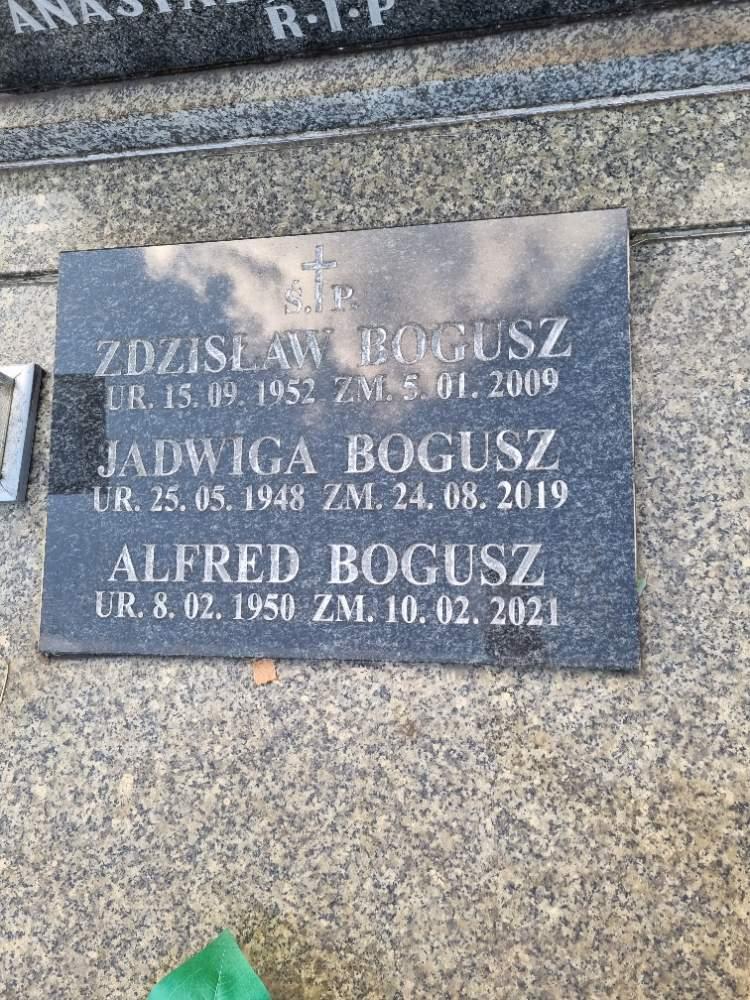 R·I·P
Ś. P.
ZDZISŁAW BOGUSZ
UR. 15. 09. 1952 ZM. 5. 01. 2009
JADWIGA BOGUSZ
UR. 25. 05. 1948 ZM. 24. 08. 2019
ALFRED BOGUSZ
UR. 8. 02. 1950 ZM. 10. 02. 2021